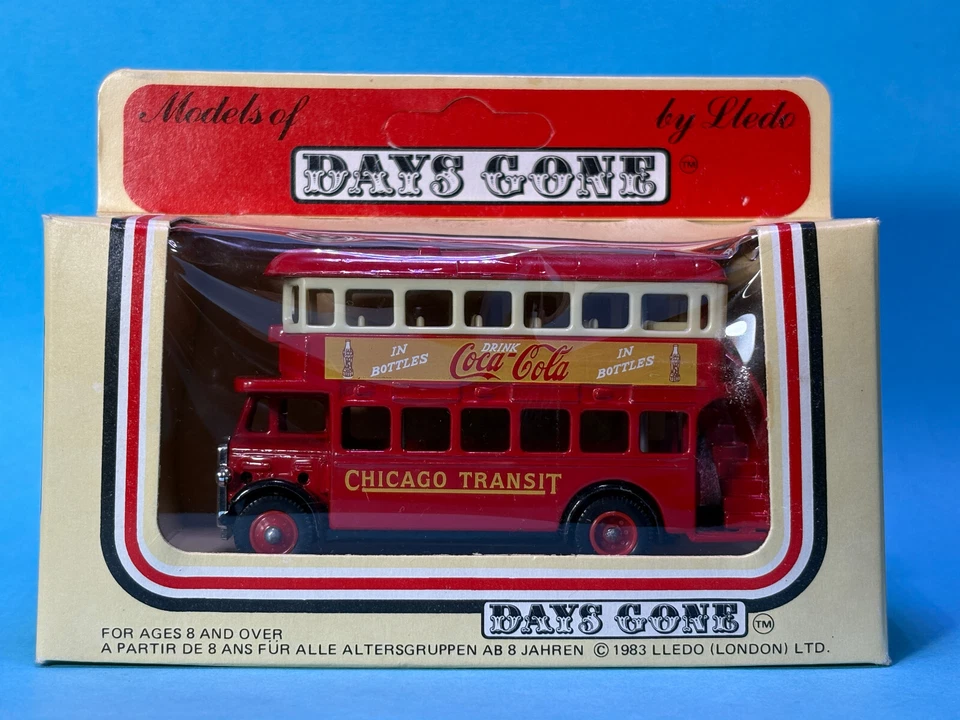 Models of by Lledo
DAYS GONE ™
IN BOTTLES DRINK Coca-Cola IN BOTTLES
CHICAGO TRANSIT
DAYS GONE ™
FOR AGES 8 AND OVER
A PARTIR DE 8 ANS FÜR ALLE ALTERSGRUPPEN AB 8 JAHREN © 1983 LLEDO (LONDON) LTD.